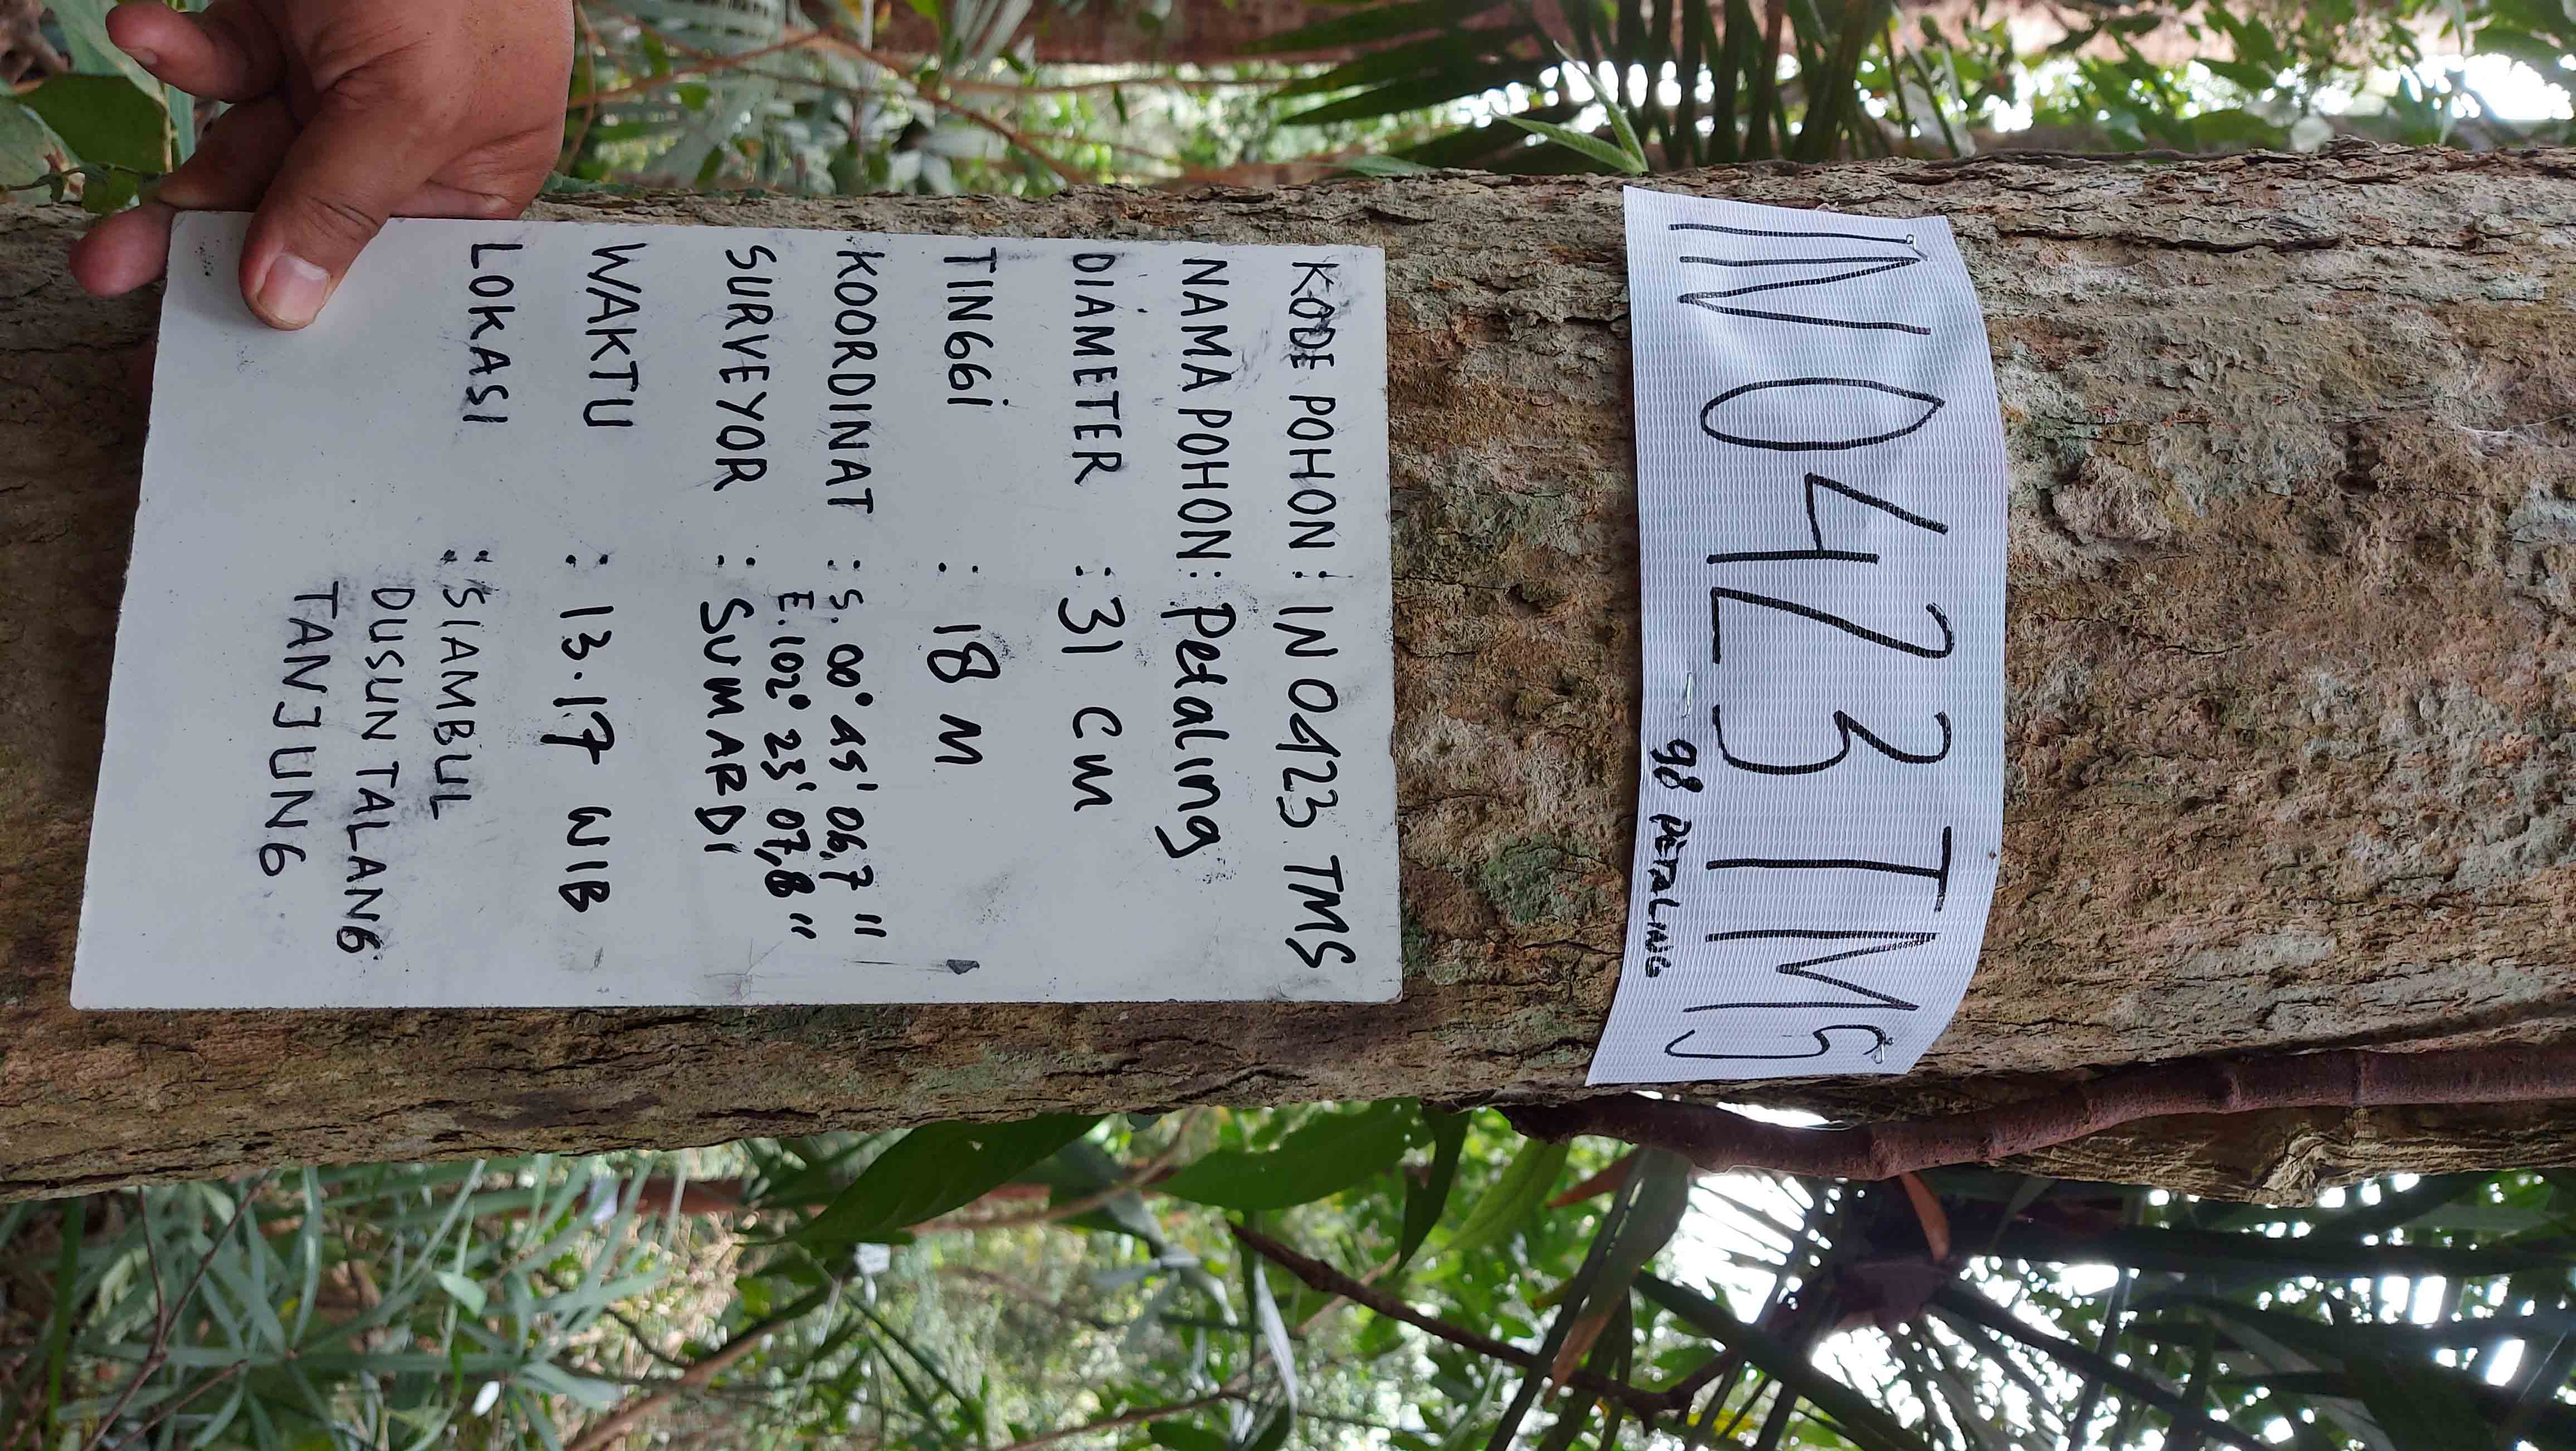 IN0423TMS
98 PETALING
KODE POHON : IN 0423. TMS
NAMA POHON : Petaling
DIAMETER : 31 CM
TINGGI : 18 M
KOORDINAT : S. 00° 45' 06,7 "
E. 102° 23' 07,8 "
SURVEYOR : SUMARDI
WAKTU : 13.17 WIB
LOKASI : SIAMBUL
DUSUN TALANG
TANJUNG